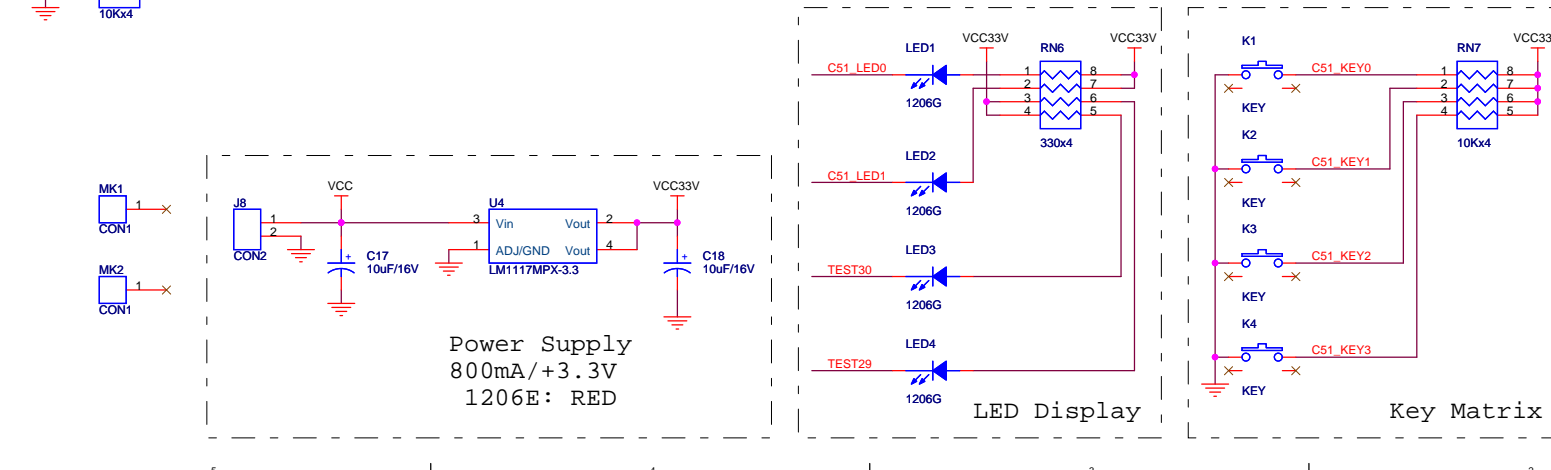 10Kx4
MK1
1
CON1
MK2
1
CON1
J8
1
2
CON2
VCC
C17
10uF/16V
+
U4
3
Vin
Vout
2
1
ADJ/GND
Vout
4
LM1117MPX-3.3
VCC33V
C18
10uF/16V
+
Power Supply
800mA/+3.3V
1206E: RED
LED1
C51_LED0
1206G
LED2
C51_LED1
1206G
LED3
TEST30
1206G
LED4
TEST29
1206G
VCC33V
RN6
VCC33V
1
8
2
7
3
6
4
5
330x4
LED Display
K1
C51_KEY0
KEY
K2
C51_KEY1
KEY
K3
C51_KEY2
KEY
K4
C51_KEY3
KEY
RN7
VCC33
1
8
2
7
3
6
4
5
10Kx4
Key Matrix